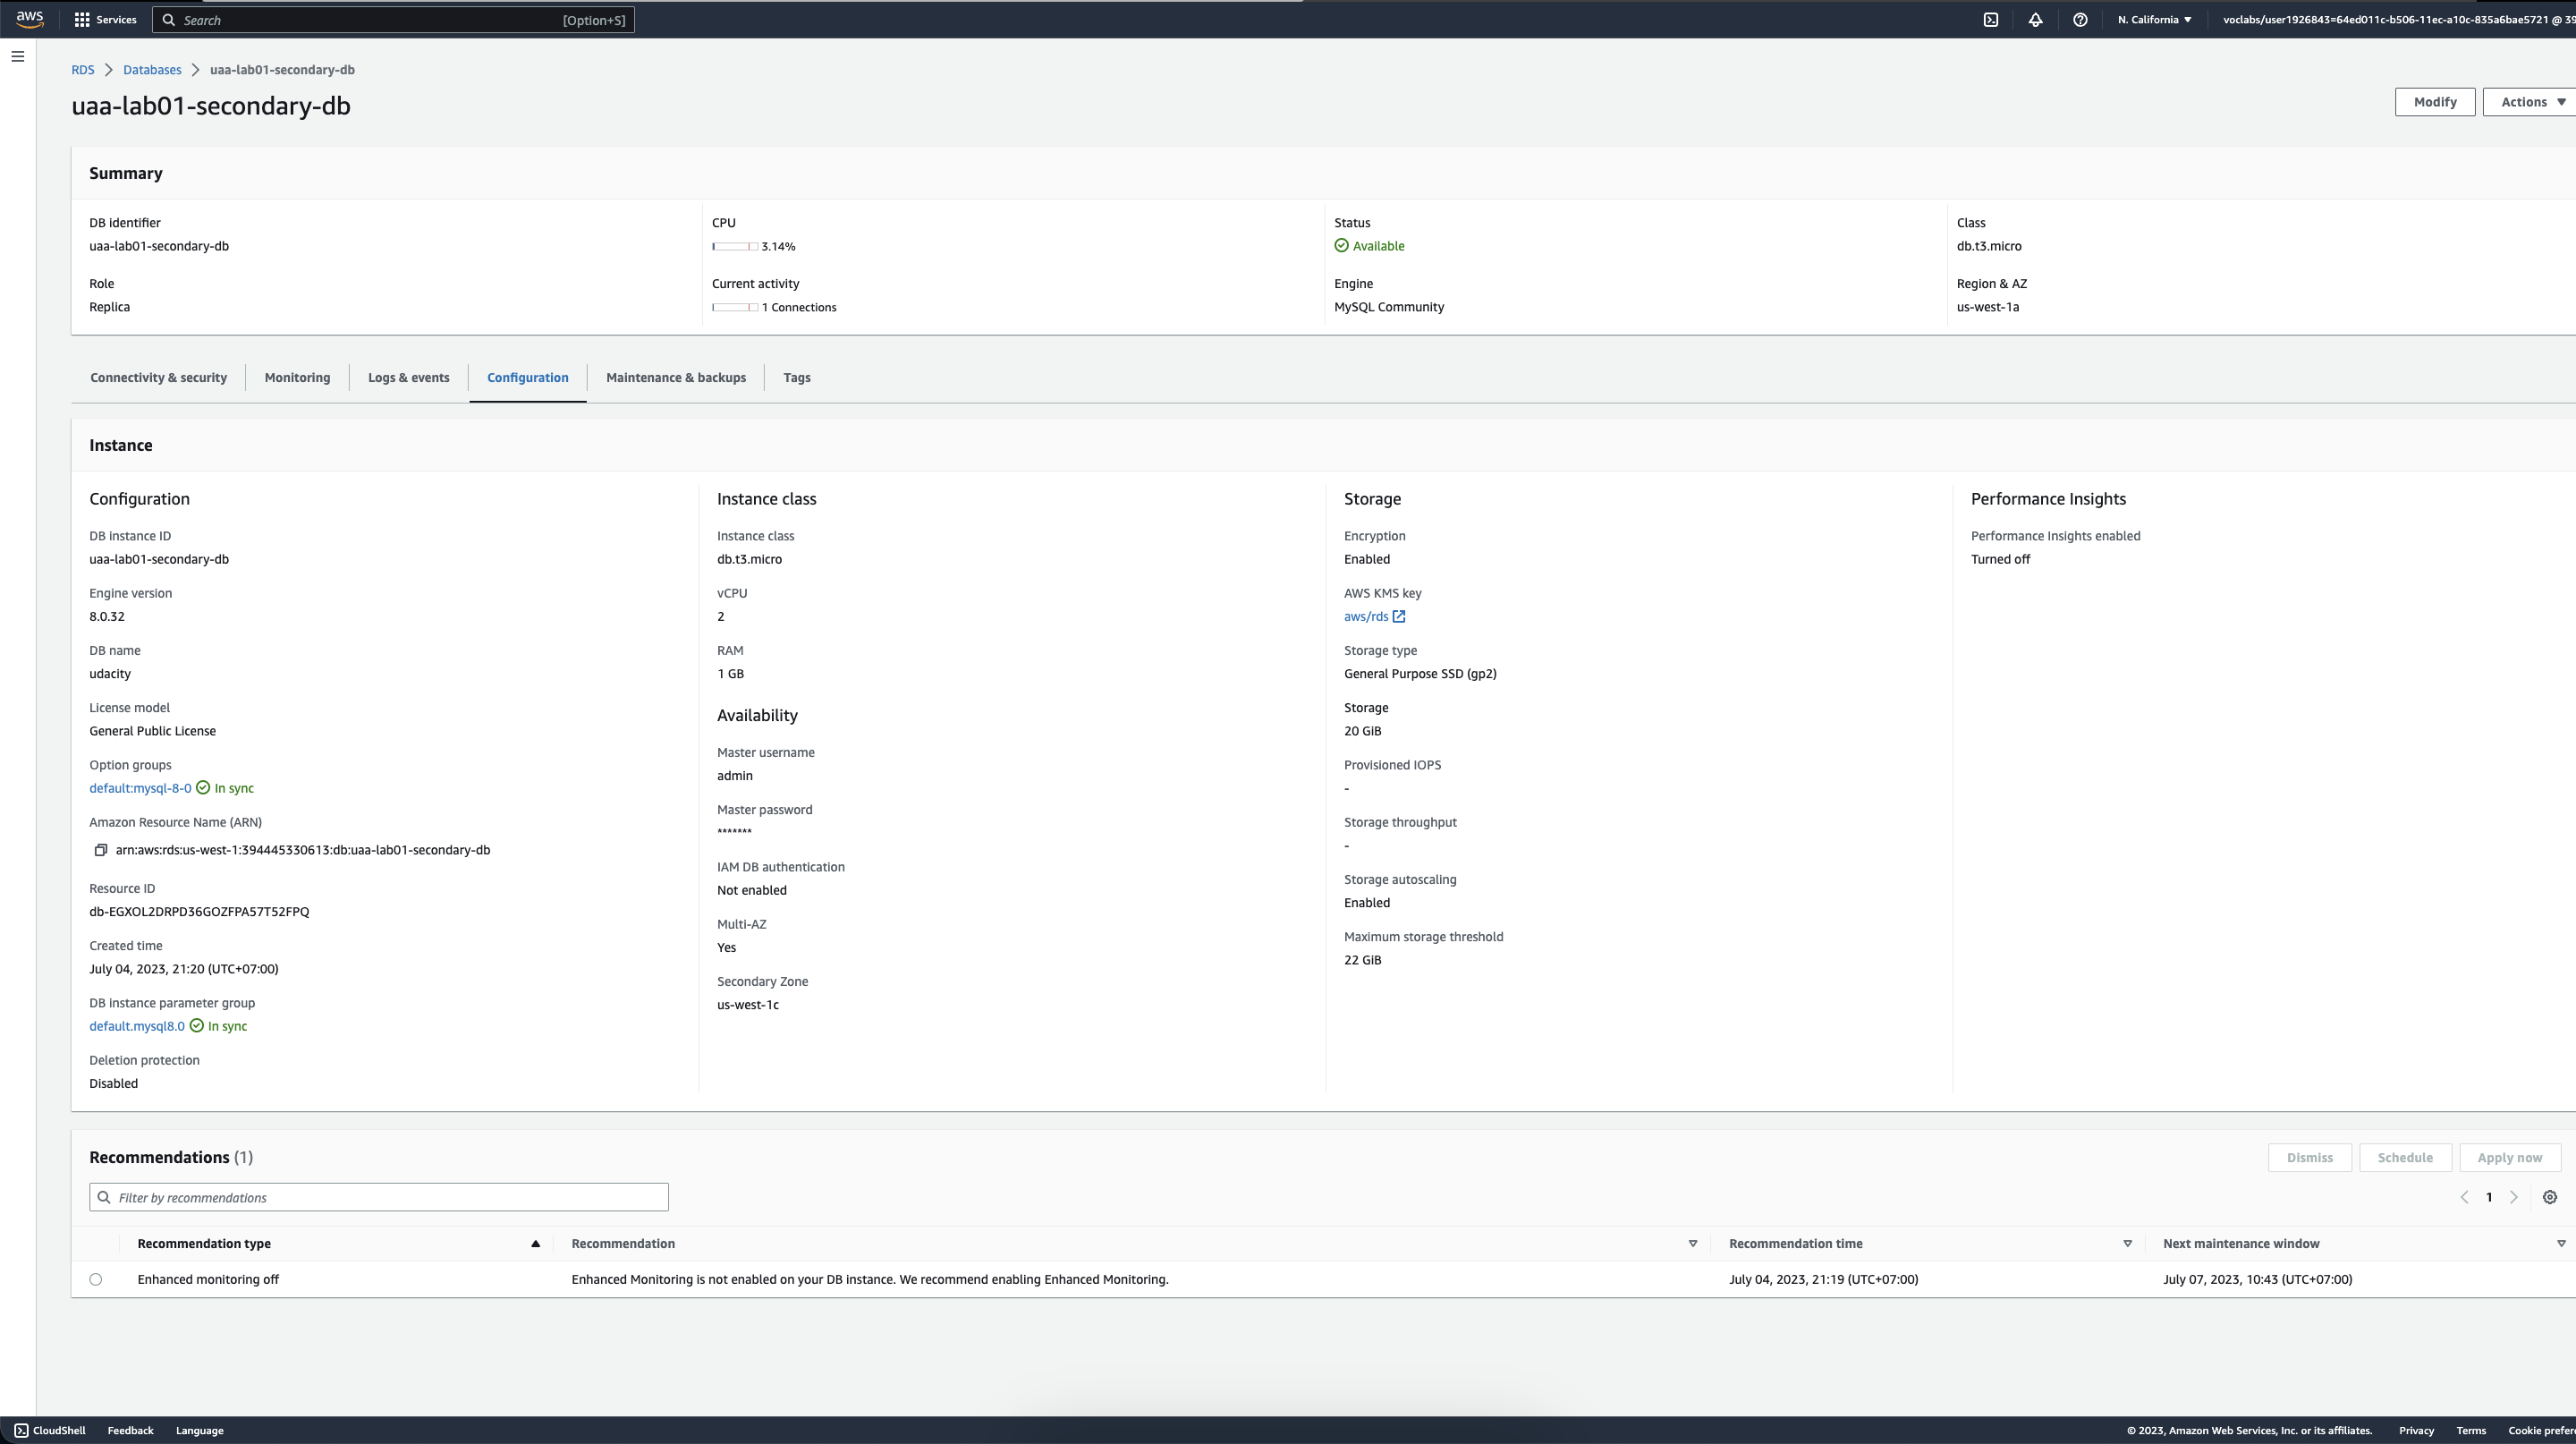 aws Services Search [Option+S] N. California voclabs/user1926843=64ed011c-b506-11ec-a10c-835a6bae5721 @ 39
RDS Databases uaa-lab01-secondary-db
uaa-lab01-secondary-db
Modify Actions
Summary
DB identifier
uaa-lab01-secondary-db
Role
Replica
CPU
3.14%
Current activity
1 Connections
Status
Available
Engine
MySQL Community
Class
db.t3.micro
Region & AZ
us-west-1a
Connectivity & security Monitoring Logs & events Configuration Maintenance & backups Tags
Instance
Configuration
DB instance ID
uaa-lab01-secondary-db
Engine version
8.0.32
DB name
udacity
License model
General Public License
Option groups
default:mysql-8-0 In sync
Amazon Resource Name (ARN)
arn:aws:rds:us-west-1:394445330613:db:uaa-lab01-secondary-db
Resource ID
db-EGXOL2DRPD36GOZFPA57T52FPQ
Created time
July 04, 2023, 21:20 (UTC+07:00)
DB instance parameter group
default.mysql8.0 In sync
Deletion protection
Disabled
Instance class
Instance class
db.t3.micro
vCPU
2
RAM
1 GB
Availability
Master username
admin
Master password
*******
IAM DB authentication
Not enabled
Multi-AZ
Yes
Secondary Zone
us-west-1c
Storage
Encryption
Enabled
AWS KMS key
aws/rds
Storage type
General Purpose SSD (gp2)
Storage
20 GiB
Provisioned IOPS
-
Storage throughput
-
Storage autoscaling
Enabled
Maximum storage threshold
22 GiB
Performance Insights
Performance Insights enabled
Turned off
Recommendations (1)
Dismiss Schedule Apply now
Filter by recommendations
1
Recommendation type Recommendation Recommendation time Next maintenance window
Enhanced monitoring off Enhanced Monitoring is not enabled on your DB instance. We recommend enabling Enhanced Monitoring. July 04, 2023, 21:19 (UTC+07:00) July 07, 2023, 10:43 (UTC+07:00)
CloudShell Feedback Language © 2023, Amazon Web Services, Inc. or its affiliates. Privacy Terms Cookie prefer